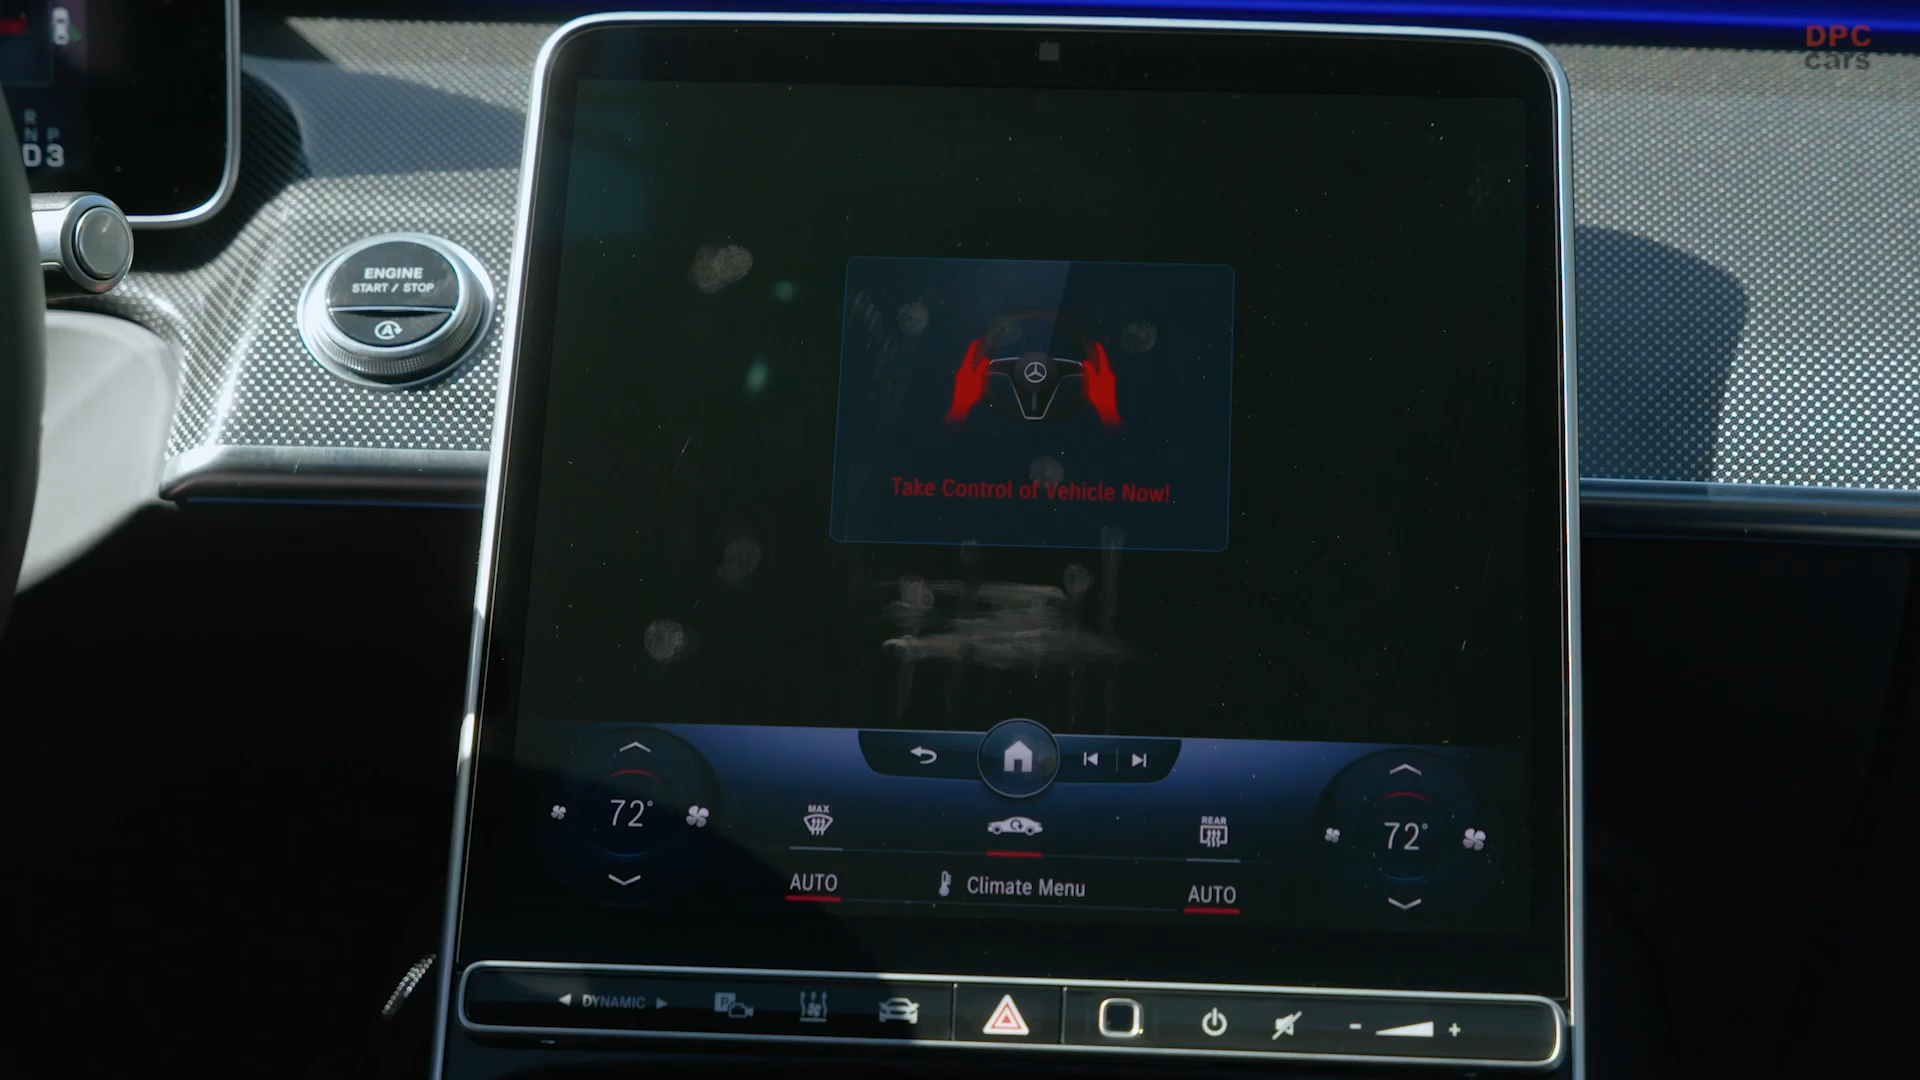 DPC
cars
R
N P
D3
ENGINE
START / STOP
A
Take Control of Vehicle Now!
72°
MAX
REAR
72°
AUTO
Climate Menu
AUTO
◄ DYNAMIC ►
P
- +